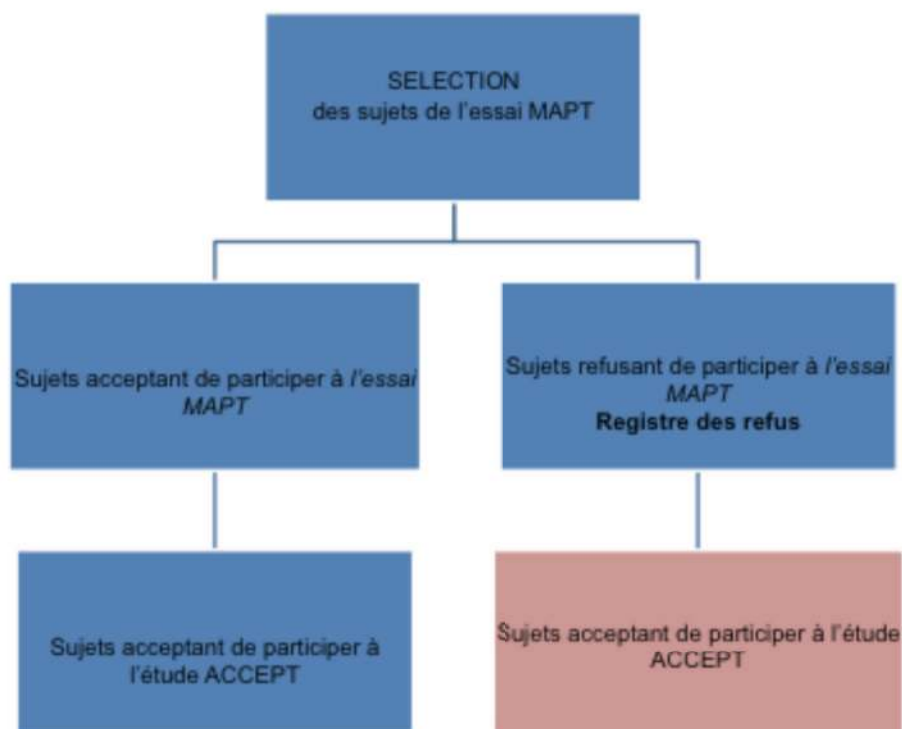 SELECTION
des sujets de l'essai MAPT
Sujets acceptant de participer à l'essai
MAPT
Sujets refusant de participer à l'essai
MAPT
Registre des refus
Sujets acceptant de participer à
l'étude ACCEPT
Sujets acceptant de participer à l'étude
ACCEPT